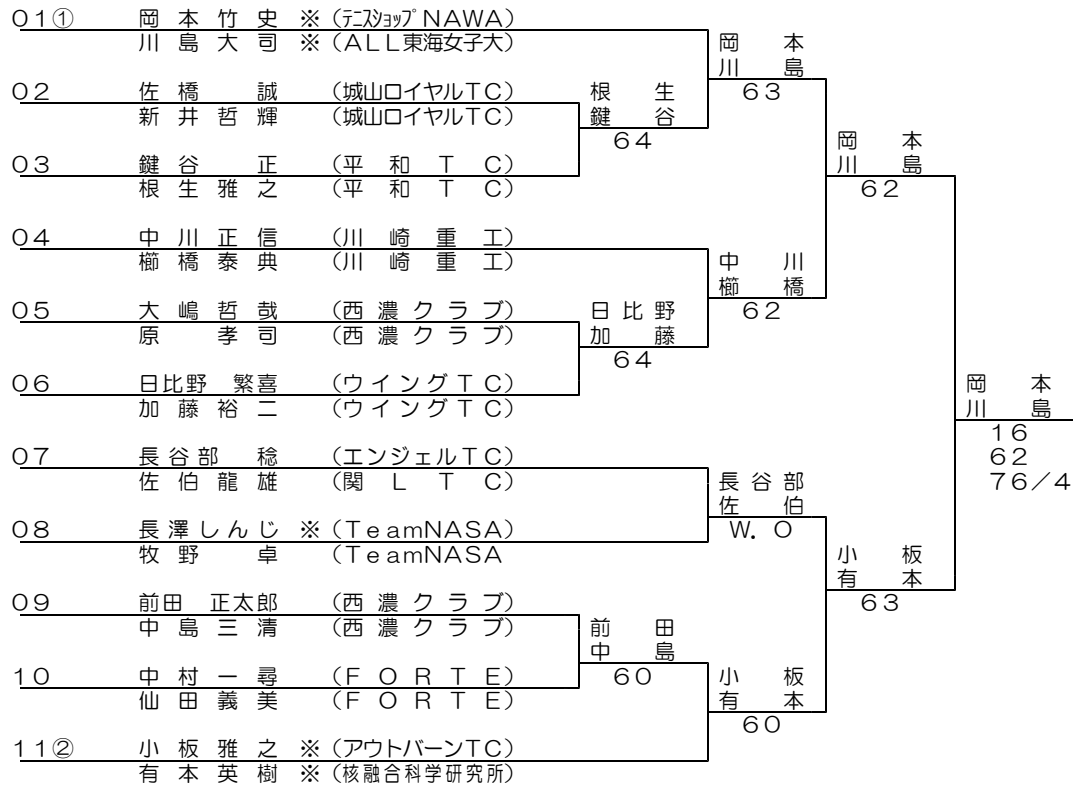 01① 岡本竹史 ※ (テニスショップNAWA)
川島大司 ※ (ALL東海女子大)
岡本
川島
63
02 佐橋誠 (城山ロイヤルTC)
新井哲輝 (城山ロイヤルTC)
根生
鍵谷
64
03 鍵谷正 (平和TC)
根生雅之 (平和TC)
岡本
川島
62
04 中川正信 (川崎重工)
櫛橋泰典 (川崎重工)
中川
櫛橋
62
05 大嶋哲哉 (西濃クラブ)
原孝司 (西濃クラブ)
日比野
加藤
64
06 日比野 繁喜 (ウイングTC)
加藤裕二 (ウイングTC)
岡本
川島
16
62
76/4
07 長谷部 稔 (エンジェルTC)
佐伯龍雄 (関LTC)
長谷部
佐伯
W.O
08 長澤しんじ ※ (TeamNASA)
牧野卓 (TeamNASA
小板
有本
63
09 前田 正太郎 (西濃クラブ)
中島三清 (西濃クラブ)
前田
中島
60
10 中村一尋 (FORTE)
仙田義美 (FORTE)
小板
有本
60
11② 小板雅之 ※ (アウトバーンTC)
有本英樹 ※ (核融合科学研究所)